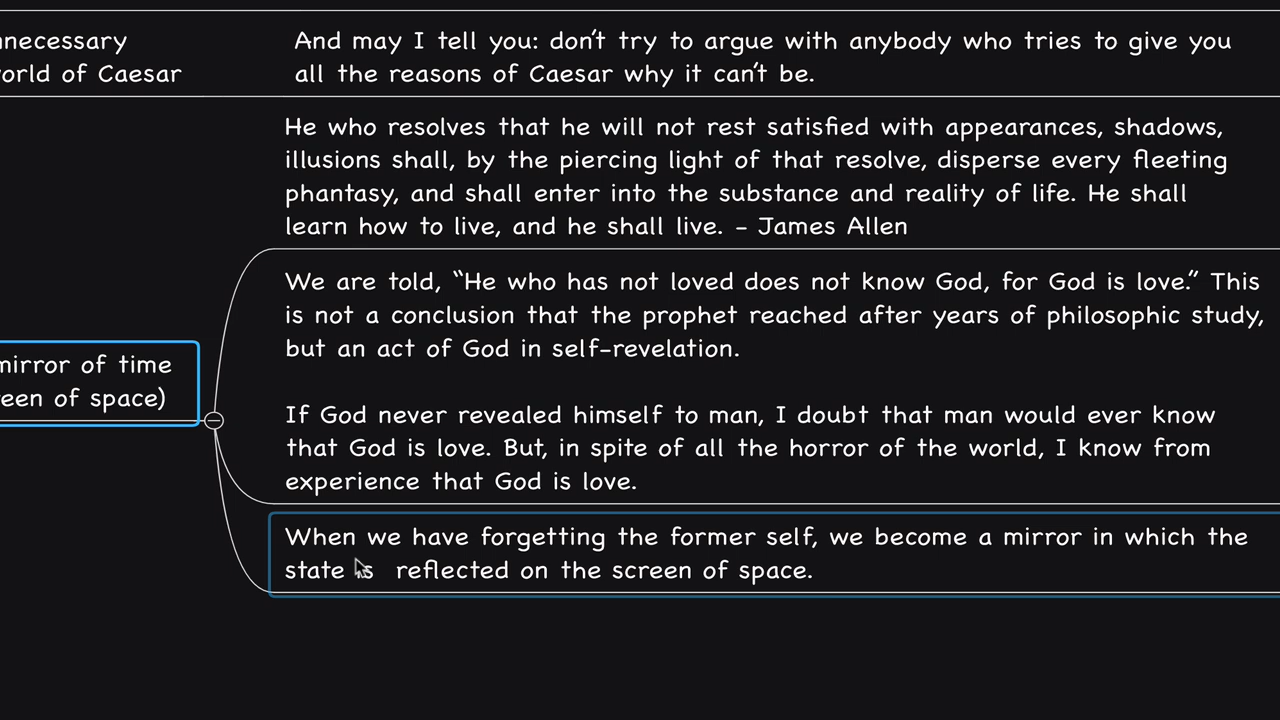 And may I tell you: don't try to argue with anybody who tries to give you
all the reasons of Caesar why it can't be.
world of Caesar
He who resolves that he will not rest satisfied with appearances, shadows,
illusions shall, by the piercing light of that resolve, disperse every fleeting
phantasy, and shall enter into the substance and reality of life. He shall
learn how to live, and he shall live. – James Allen
We are told, “He who has not loved does not know God, for God is love.” This
is not a conclusion that the prophet reached after years of philosophic study,
but an act of God in self-revelation.
If God never revealed himself to man, I doubt that man would ever know
that God is love. But, in spite of all the horror of the world, I know from
experience that God is love.
mirror of time
of space)
When we have forgetting the former self, we become a mirror in which the
state is reflected on the screen of space.